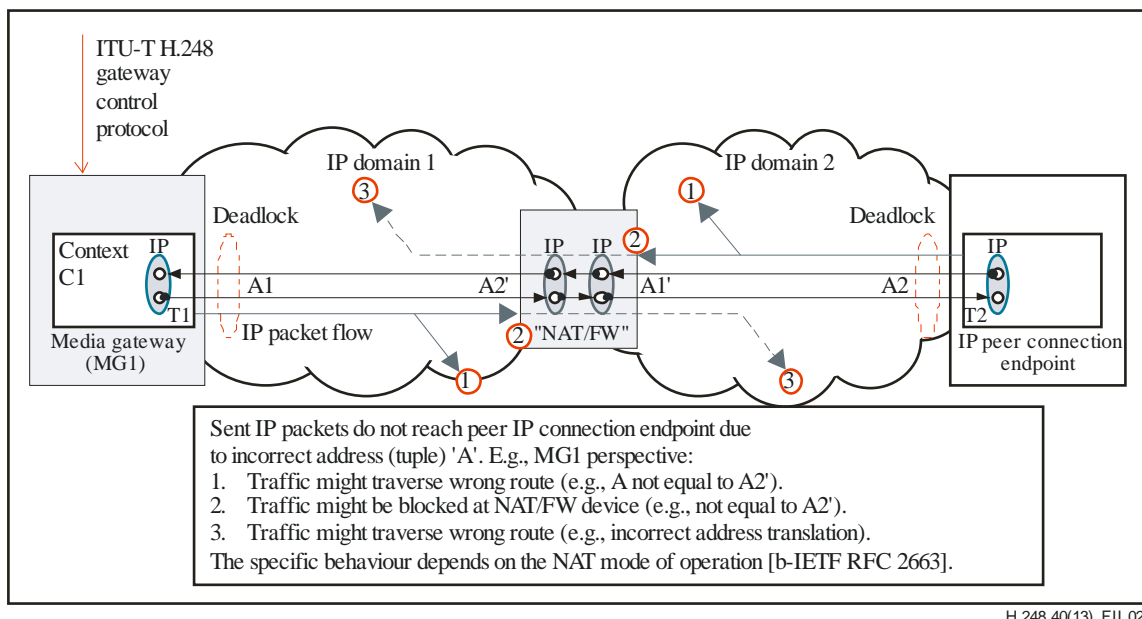 ITU-T H.248
gateway
control
protocol
IP domain 1
IP domain 2
3
1
Deadlock
Deadlock
Context
C1
IP
IP
IP
2
IP
A1
A2'
A1'
A2
T1
T2
IP packet flow
2
"NAT/FW"
Media gateway
(MG1)
IP peer connection
endpoint
1
3
Sent IP packets do not reach peer IP connection endpoint due
to incorrect address (tuple) 'A'. E.g., MG1 perspective:
1. Traffic might traverse wrong route (e.g., A not equal to A2').
2. Traffic might be blocked at NAT/FW device (e.g., not equal to A2').
3. Traffic might traverse wrong route (e.g., incorrect address translation).
The specific behaviour depends on the NAT mode of operation [b-IETF RFC 2663].
H.248.40(13)_FII.02